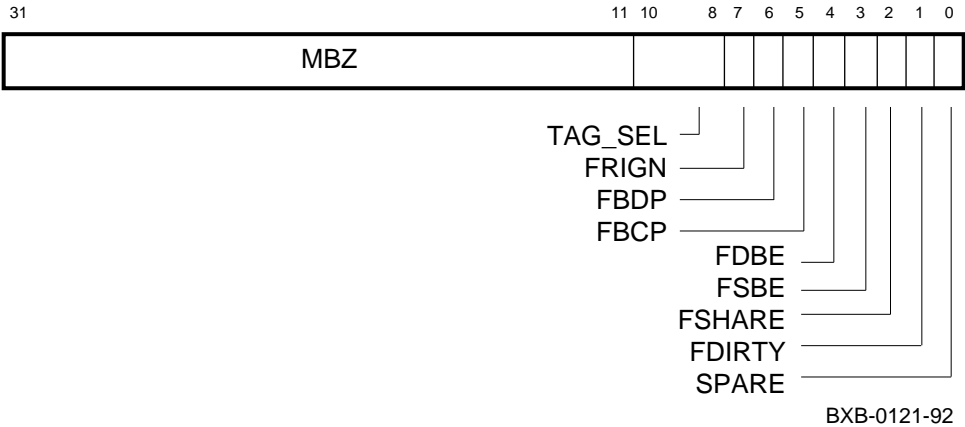 31 11 10 8 7 6 5 4 3 2 1 0
MBZ
TAG_SEL
FRIGN
FBDP
FBCP
FDBE
FSBE
FSHARE
FDIRTY
SPARE
BXB-0121-92